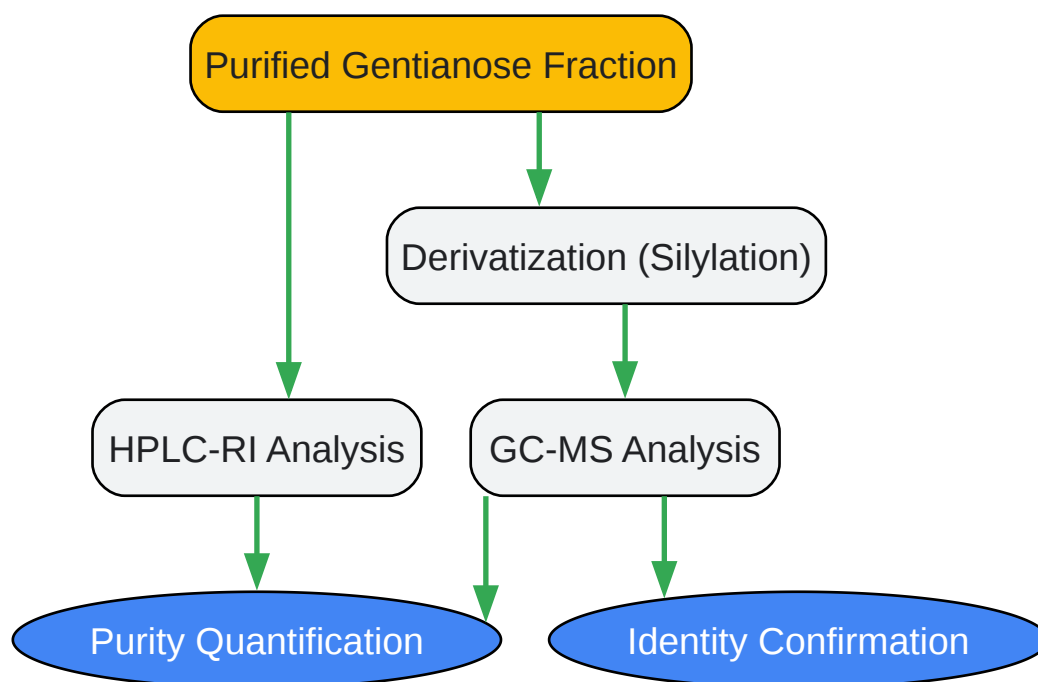 Purified Gentianose Fraction
Derivatization (Silylation)
HPLC-RI Analysis
GC-MS Analysis
Purity Quantification
Identity Confirmation